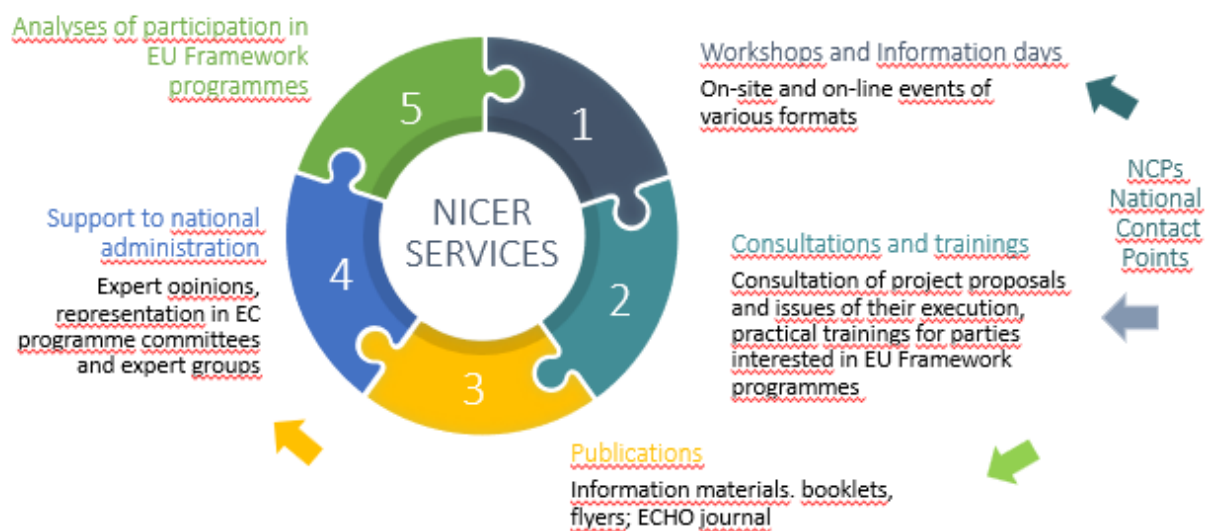 Analyses of participation in
EU Framework
programmes
5
1
Workshops and Information days
On-site and on-line events of
various formats
NCPs
National
Contact
Points
NICER
SERVICES
Support to national
administration
Expert opinions,
representation in EC
programme committees
and expert groups
4
2
Consultations and trainings
Consultation of project proposals
and issues of their execution,
practical trainings for parties
interested in EU Framework
programmes
3
Publications
Information materials. booklets,
flyers; ECHO journal